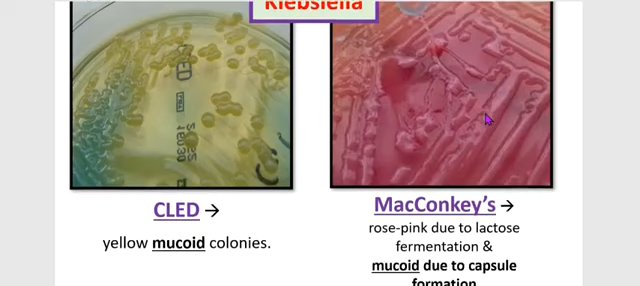 Klebsiella
CLED →
yellow mucoid colonies.
MacConkey's →
rose-pink due to lactose
fermentation &
mucoid due to capsule
formation